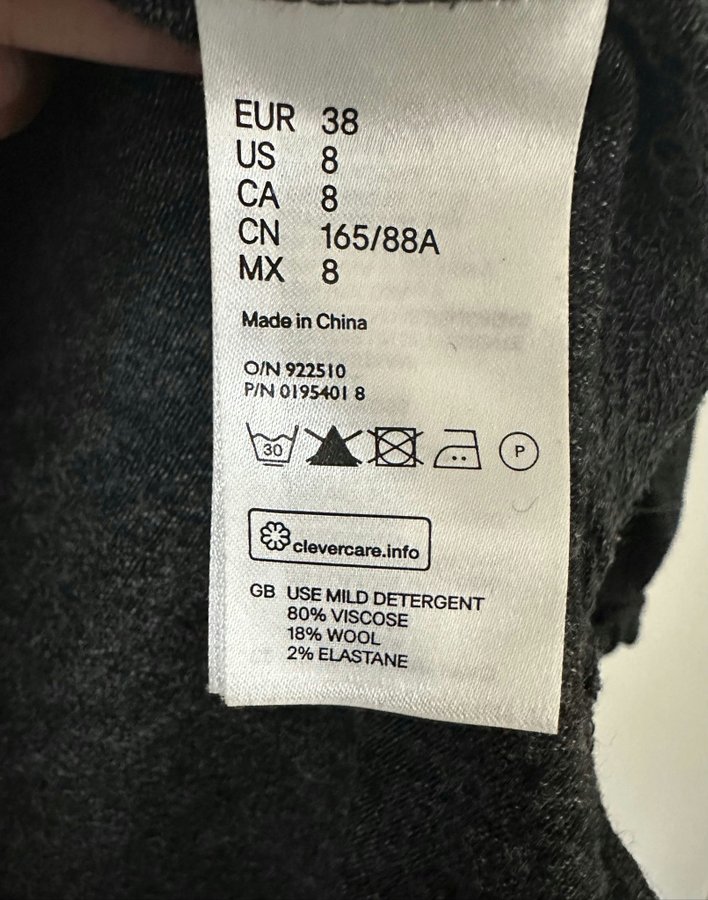 EUR 38
US 8
CA 8
CN 165/88A
MX 8
Made in China
O/N 922510
P/N 0195401 8
30 P
clevercare.info
GB USE MILD DETERGENT
80% VISCOSE
18% WOOL
2% ELASTANE